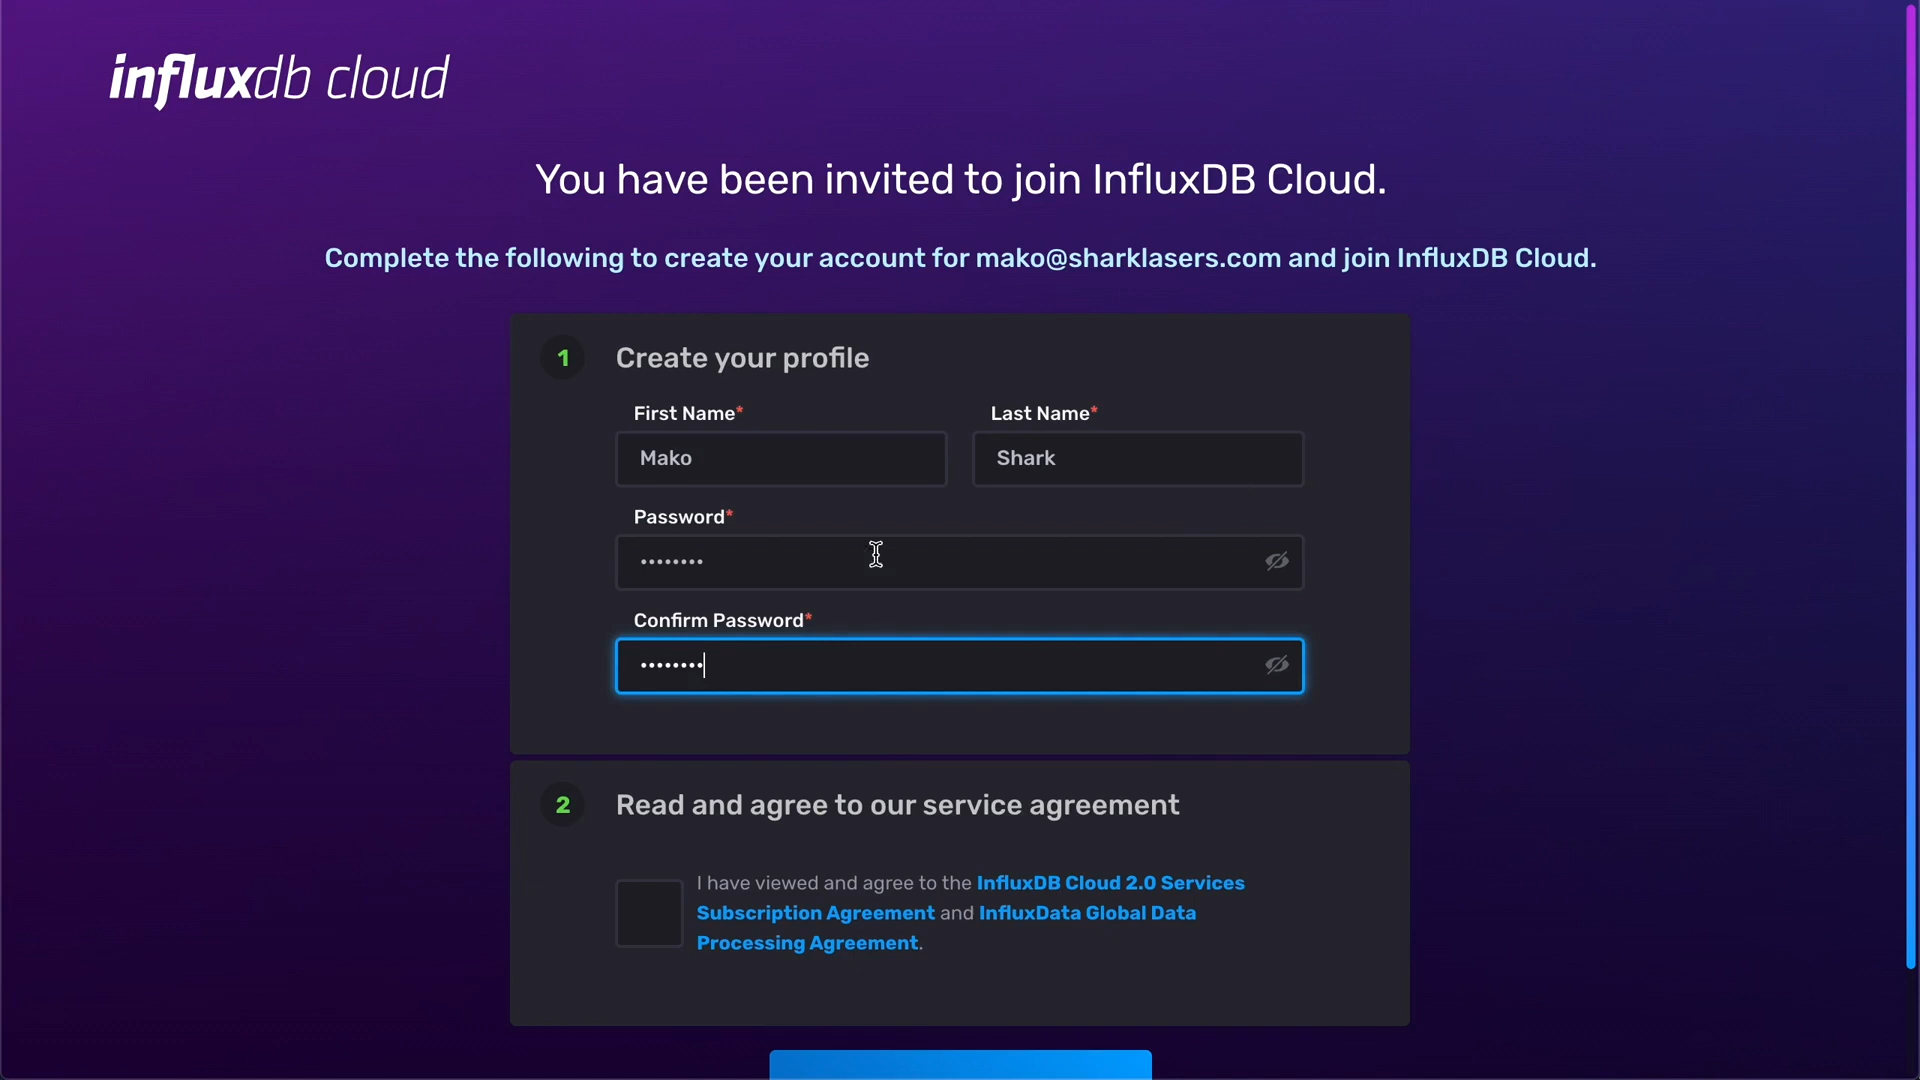 influxdb cloud
You have been invited to join InfluxDB Cloud.
Complete the following to create your account for mako@sharklasers.com and join InfluxDB Cloud.
1 Create your profile
First Name* Last Name*
Mako Shark
Password*
••••••••
Confirm Password*
••••••••
2 Read and agree to our service agreement
I have viewed and agree to the InfluxDB Cloud 2.0 Services
Subscription Agreement and InfluxData Global Data
Processing Agreement.